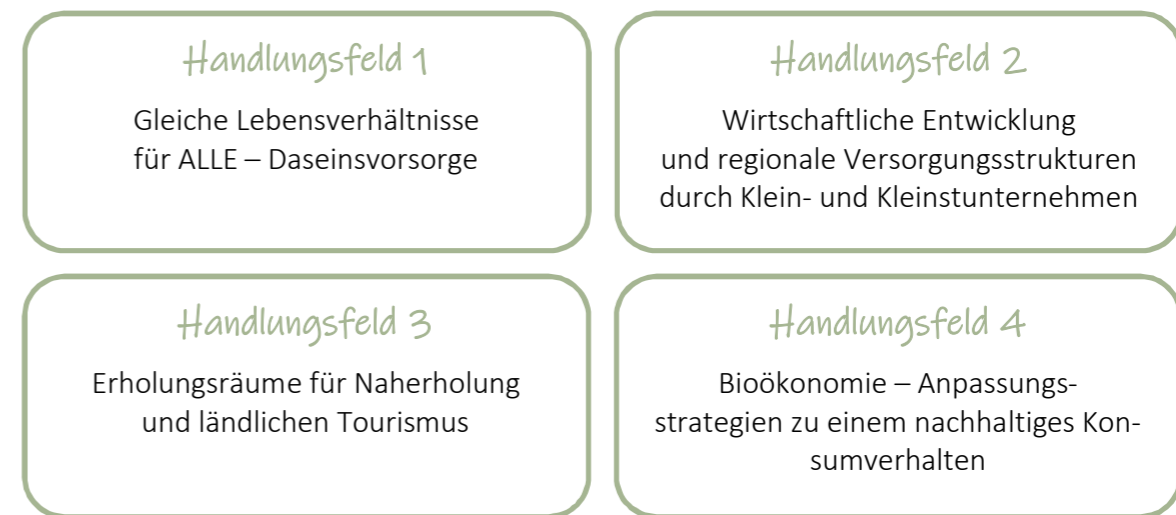 Handlungsfeld 1
Gleiche Lebensverhältnisse
für ALLE – Daseinsvorsorge
Handlungsfeld 2
Wirtschaftliche Entwicklung
und regionale Versorgungsstrukturen
durch Klein- und Kleinstunternehmen
Handlungsfeld 3
Erholungsräume für Naherholung
und ländlichen Tourismus
Handlungsfeld 4
Bioökonomie – Anpassungs-
strategien zu einem nachhaltiges Kon-
sumverhalten